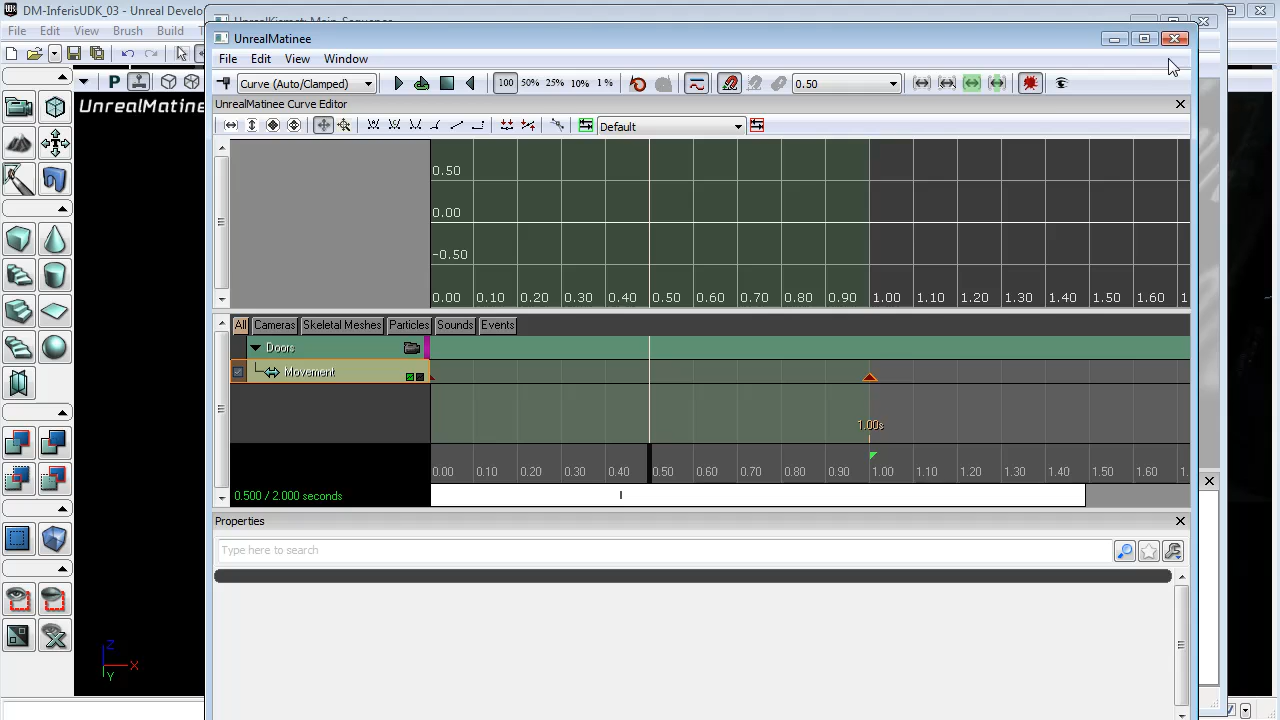 DM-InferisUDK_03 - Unreal Develo
UnrealKismet: Main_Sequence
File Edit View Brush Build
UnrealMatinee
File Edit View Window
P
Curve (Auto/Clamped)
100 50% 25% 10% 1%
0.50
UnrealMatine
UnrealMatinee Curve Editor
Default
0.50
0.00
-0.50
0.00 0.10 0.20 0.30 0.40 0.50 0.60 0.70 0.80 0.90 1.00 1.10 1.20 1.30 1.40 1.50 1.60 1.
All Cameras Skeletal Meshes Particles Sounds Events
Doors
Movement
1.00s
0.00 0.10 0.20 0.30 0.40 0.50 0.60 0.70 0.80 0.90 1.00 1.10 1.20 1.30 1.40 1.50 1.60 1.
0.500 / 2.000 seconds
Properties
Type here to search
Z
X
Y